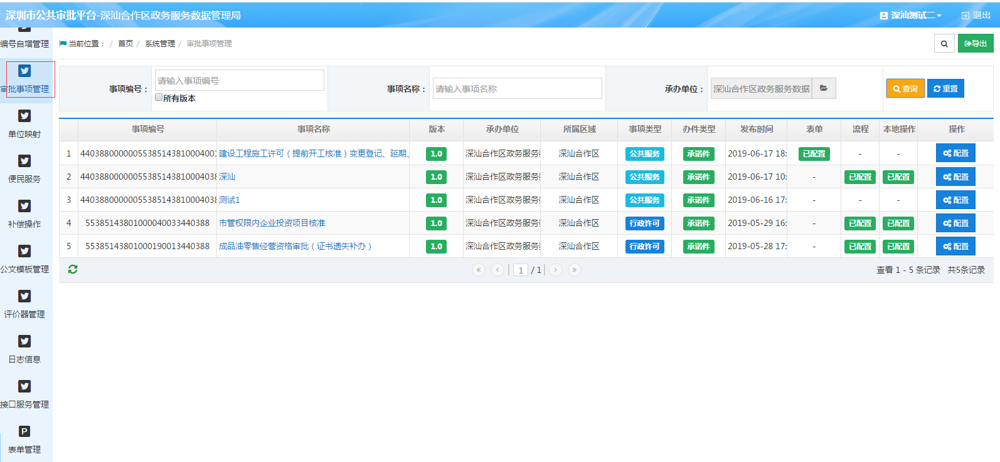 深圳市公共审批平台-深汕合作区政务服务数据管理局
深汕测试二
退出
编号自增管理
审批事项管理
单位映射
便民服务
补偿操作
公文模板管理
评价器管理
日志信息
接口服务管理
P
表单管理
当前位置： / 首页 / 系统管理 / 审批事项管理
导出
事项编号： 请输入事项编号
所有版本
事项名称： 请输入事项名称
承办单位： 深汕合作区政务服务数据
查询 重置
事项编号 事项名称 版本 承办单位 所属区域 事项类型 办件类型 发布时间 表单 流程 本地操作 操作
1 44038800000055385143810004001 建设工程施工许可（提前开工核准）变更登记、延期、 1.0 深汕合作区政务服务 深汕合作区 公共服务 承诺件 2019-06-17 18: 已配置 - - 配置
2 44038800000055385143810004038 深汕 1.0 深汕合作区政务服务 深汕合作区 公共服务 承诺件 2019-06-17 10: - 已配置 已配置 配置
3 44038800000055385143810004038 测试1 1.0 深汕合作区政务服务 深汕合作区 公共服务 承诺件 2019-06-16 17: - - - 配置
4 55385143801000040033440388 市管权限内企业投资项目核准 1.0 深汕合作区政务服务 深汕合作区 行政许可 承诺件 2019-05-29 16: - 已配置 已配置 配置
5 55385143801000190013440388 成品油零售经营资格审批（证书遗失补办） 1.0 深汕合作区政务服务 深汕合作区 行政许可 承诺件 2019-05-28 17: - 已配置 已配置 配置
1 / 1
查看 1 - 5 条记录 共5条记录